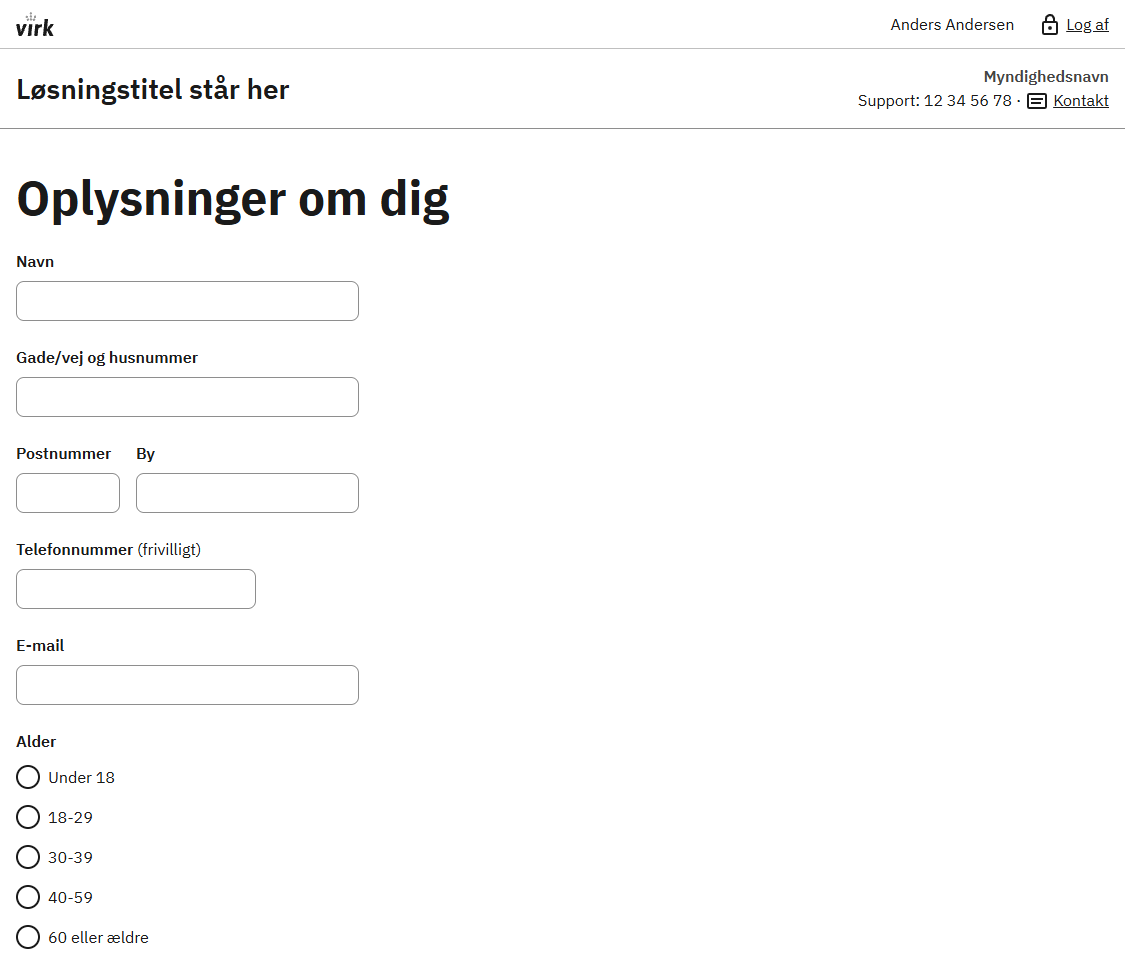 virk
Anders Andersen Log af
Løsningstitel står her
Myndighedsnavn
Support: 12 34 56 78 · Kontakt
Oplysninger om dig
Navn
Gade/vej og husnummer
Postnummer By
Telefonnummer (frivilligt)
E-mail
Alder
Under 18
18-29
30-39
40-59
60 eller ældre